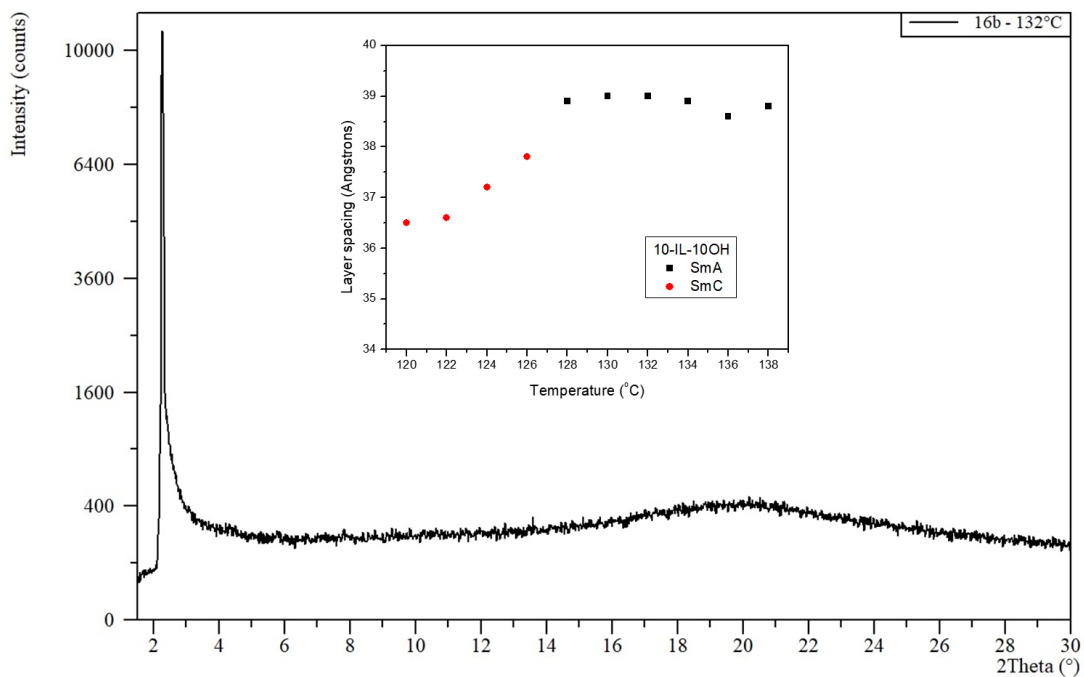 Intensity (counts)
10000
6400
3600
1600
400
0
16b - 132°C
40
39
38
37
36
35
34
Layer spacing (Angstrons)
10-IL-10OH
SmA
SmC
120 122 124 126 128 130 132 134 136 138
Temperature (°C)
2 4 6 8 10 12 14 16 18 20 22 24 26 28 30
2Theta (°)